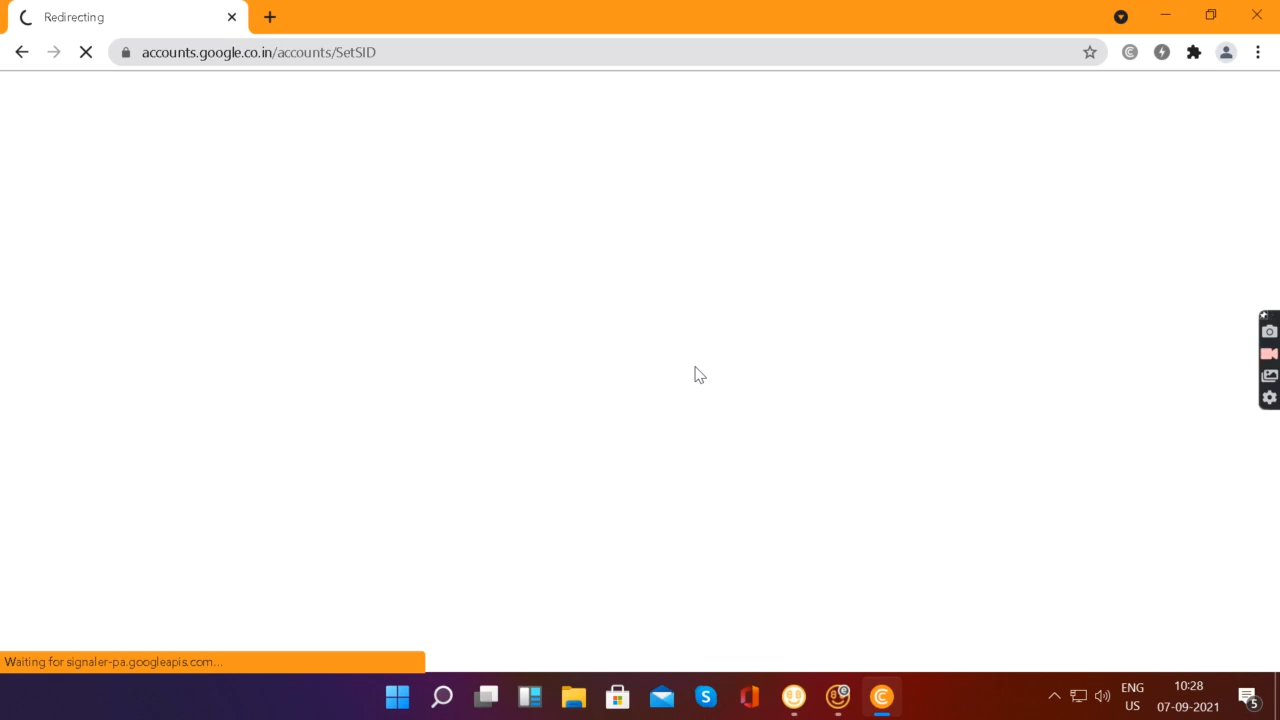 Redirecting
accounts.google.co.in/accounts/SetSID
Waiting for signaler-pa.googleapis.com...
ENG
US
10:28
07-09-2021
5